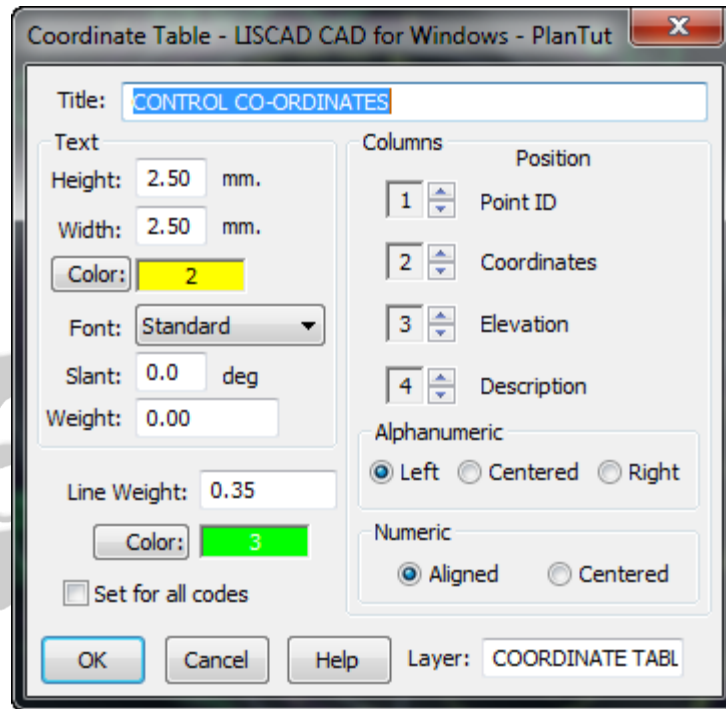 Coordinate Table - LISCAD CAD for Windows - PlanTut
Title: CONTROL CO-ORDINATES
Text
Height: 2.50 mm.
Width: 2.50 mm.
Color: 2
Font: Standard
Slant: 0.0 deg
Weight: 0.00
Line Weight: 0.35
Color: 3
Set for all codes
Columns
Position
1 Point ID
2 Coordinates
3 Elevation
4 Description
Alphanumeric
Left Centered Right
Numeric
Aligned Centered
OK Cancel Help Layer: COORDINATE TABL